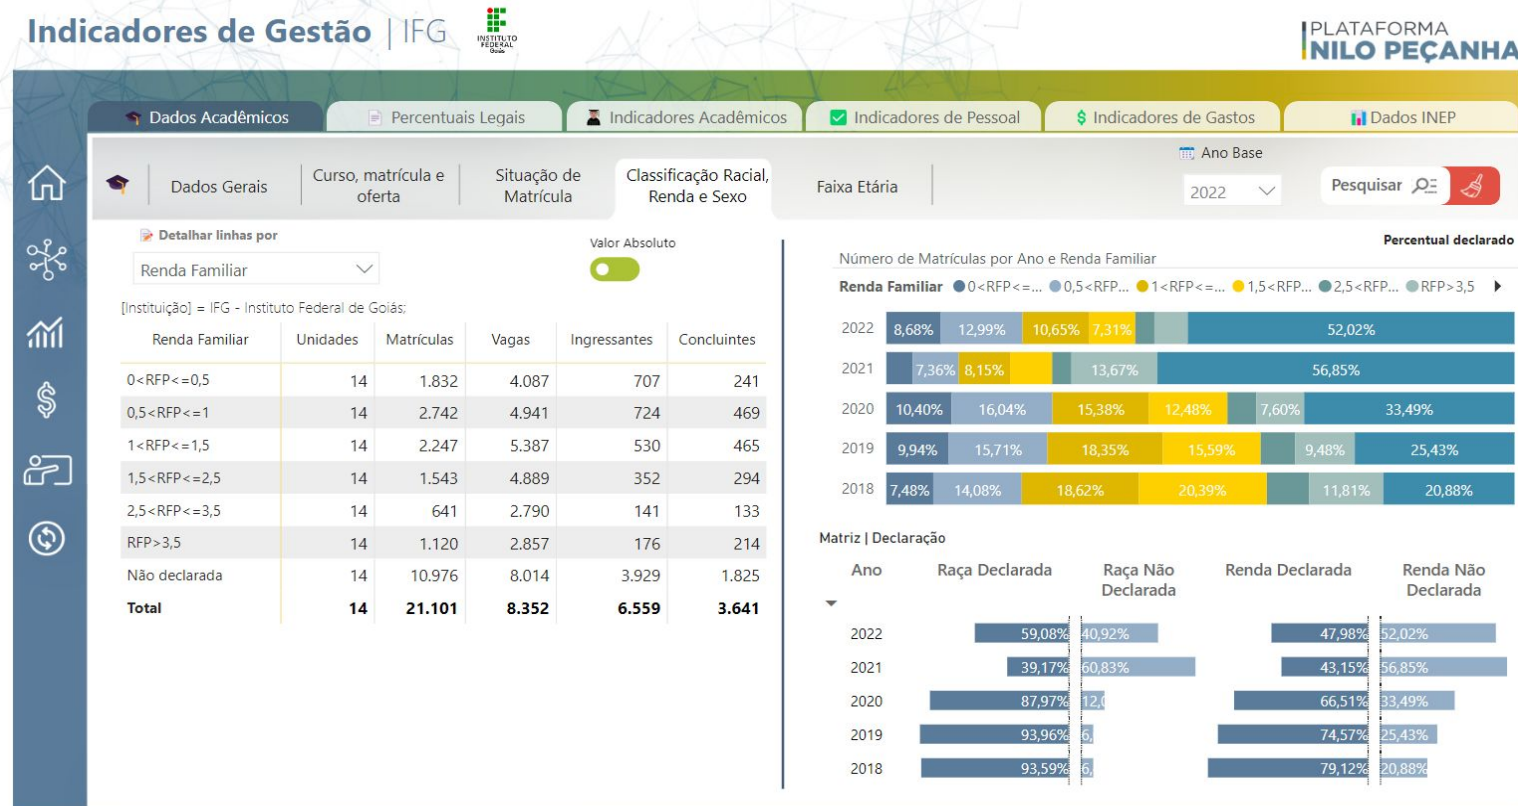 Indicadores de Gestão | IFG
INSTITUTO
FEDERAL
Goiás
PLATAFORMA
NILO PEÇANHA
Dados Acadêmicos
Percentuais Legais
Indicadores Acadêmicos
Indicadores de Pessoal
Indicadores de Gastos
Dados INEP
Dados Gerais
Curso, matrícula e
oferta
Situação de
Matrícula
Classificação Racial,
Renda e Sexo
Faixa Etária
Ano Base
2022
Pesquisar
Detalhar linhas por
Renda Familiar
Valor Absoluto
[Instituição] = IFG - Instituto Federal de Goiás;
Renda Familiar Unidades Matrículas Vagas Ingressantes Concluintes
0<RFP<=0,5 14 1.832 4.087 707 241
0,5<RFP<=1 14 2.742 4.941 724 469
1<RFP<=1,5 14 2.247 5.387 530 465
1,5<RFP<=2,5 14 1.543 4.889 352 294
2,5<RFP<=3,5 14 641 2.790 141 133
RFP>3,5 14 1.120 2.857 176 214
Não declarada 14 10.976 8.014 3.929 1.825
Total 14 21.101 8.352 6.559 3.641
Percentual declarado
Número de Matrículas por Ano e Renda Familiar
Renda Familiar 0<RFP<=... 0,5<RFP... 1<RFP<=... 1,5<RFP... 2,5<RFP... RFP>3,5
2022 8,68% 12,99% 10,65% 7,31% 52,02%
2021 7,36% 8,15% 13,67% 56,85%
2020 10,40% 16,04% 15,38% 12,48% 7,60% 33,49%
2019 9,94% 15,71% 18,35% 15,59% 9,48% 25,43%
2018 7,48% 14,08% 18,62% 20,39% 11,81% 20,88%
Matriz | Declaração
Ano Raça Declarada Raça Não Declarada Renda Declarada Renda Não Declarada
2022 59,08% 40,92% 47,98% 52,02%
2021 39,17% 60,83% 43,15% 56,85%
2020 87,97% 12,0 66,51% 33,49%
2019 93,96% 6, 74,57% 25,43%
2018 93,59% 6, 79,12% 20,88%